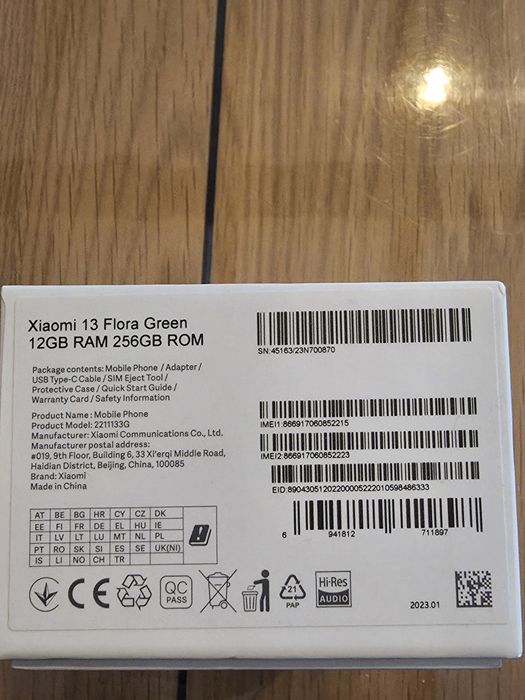 Xiaomi 13 Flora Green
12GB RAM 256GB ROM
Package contents: Mobile Phone / Adapter /
USB Type-C Cable / SIM Eject Tool /
Protective Case / Quick Start Guide /
Warranty Card / Safety Information
Product Name: Mobile Phone
Product Model: 2211133G
Manufacturer: Xiaomi Communications Co., Ltd.
Manufacturer postal address:
#019, 9th Floor, Building 6, 33 Xi'erqi Middle Road,
Haidian District, Beijing, China, 100085
Brand: Xiaomi
Made in China
SN:45163/23N700870
IMEI1:866917060852215
IMEI2:866917060852223
EID:89043051202200005222010598486333
6 941812 711897
AT BE BG HR CY CZ DK
EE FI FR DE EL HU IE
IT LV LT LU MT NL PL
PT RO SK SI ES SE UK(NI)
IS LI NO CH TR
CE
QC
PASS
21
PAP
Hi-Res
AUDIO
2023.01